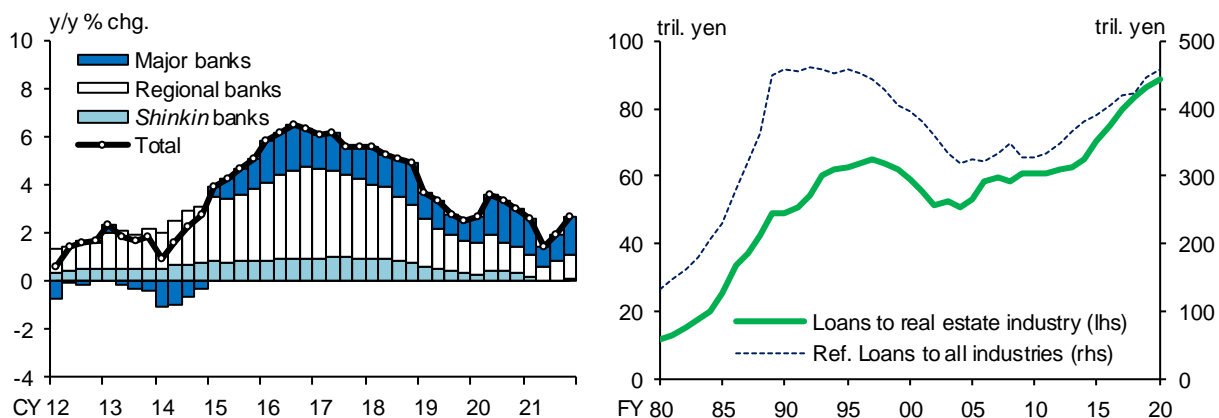 y/y % chg.
10
8
6
4
2
0
-2
-4
Major banks
Regional banks
Shinkin banks
Total
CY 12 13 14 15 16 17 18 19 20 21
tril. yen
tril. yen
100
80
60
40
20
0
500
400
300
200
100
0
Loans to real estate industry (lhs)
Ref. Loans to all industries (rhs)
FY 80 85 90 95 00 05 10 15 20